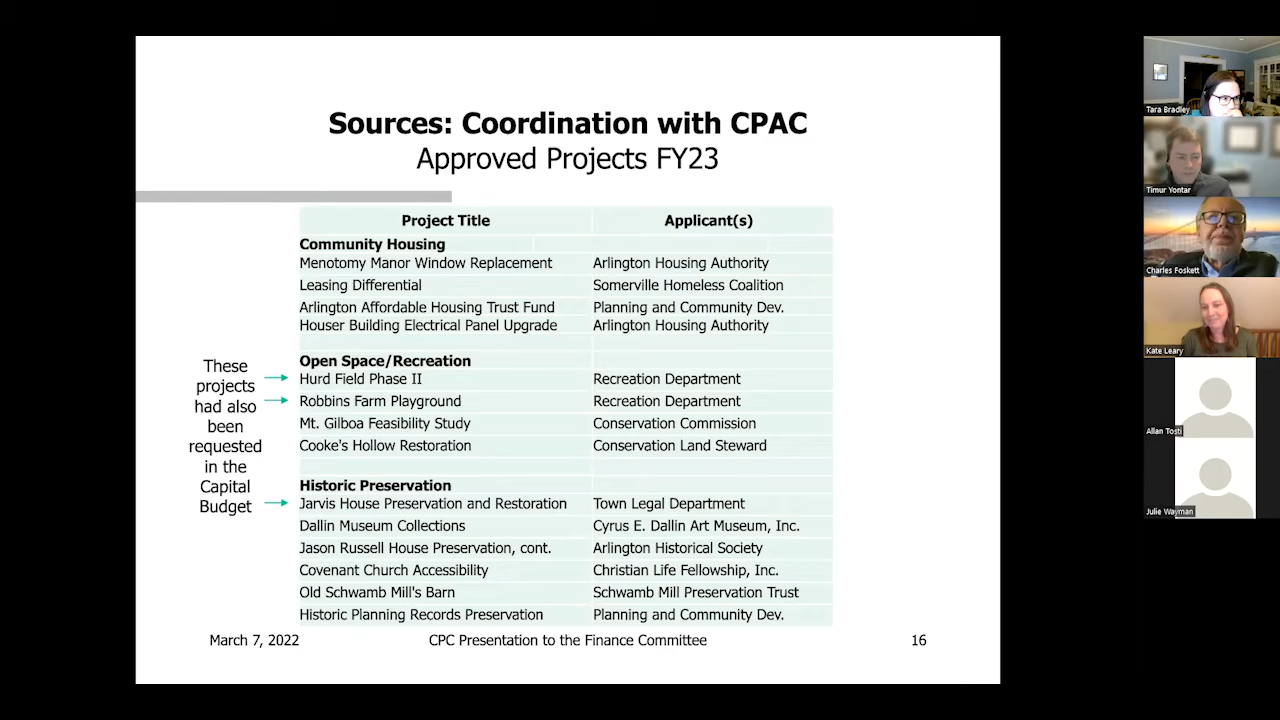 Sources: Coordination with CPAC
Approved Projects FY23
Project Title Applicant(s)
Community Housing
Menotomy Manor Window Replacement Arlington Housing Authority
Leasing Differential Somerville Homeless Coalition
Arlington Affordable Housing Trust Fund Planning and Community Dev.
Houser Building Electrical Panel Upgrade Arlington Housing Authority
Open Space/Recreation
Hurd Field Phase II Recreation Department
Robbins Farm Playground Recreation Department
Mt. Gilboa Feasibility Study Conservation Commission
Cooke's Hollow Restoration Conservation Land Steward
Historic Preservation
Jarvis House Preservation and Restoration Town Legal Department
Dallin Museum Collections Cyrus E. Dallin Art Museum, Inc.
Jason Russell House Preservation, cont. Arlington Historical Society
Covenant Church Accessibility Christian Life Fellowship, Inc.
Old Schwamb Mill's Barn Schwamb Mill Preservation Trust
Historic Planning Records Preservation Planning and Community Dev.
These
projects
had also
been
requested
in the
Capital
Budget
March 7, 2022 CPC Presentation to the Finance Committee 16
Tara Bradley
Timur Yontar
Charles Foskett
Kate Leary
Allan Tosti
Julie Wayman